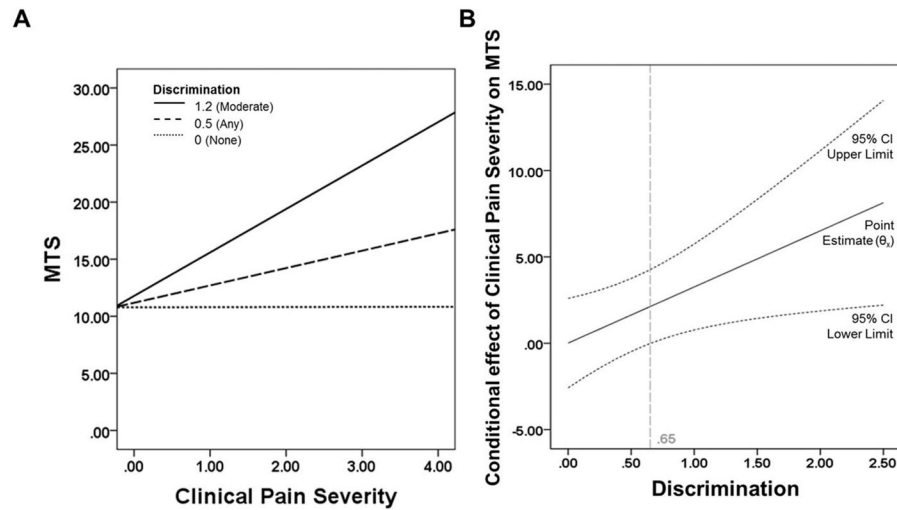 A
MTS
30.00
25.00
20.00
15.00
10.00
5.00
.00
Discrimination
1.2 (Moderate)
0.5 (Any)
0 (None)
.00 1.00 2.00 3.00 4.00
Clinical Pain Severity
B
Conditional effect of Clinical Pain Severity on MTS
15.00
10.00
5.00
.00
-5.00
95% CI
Upper Limit
Point
Estimate (θx)
95% CI
Lower Limit
.65
.00 .50 1.00 1.50 2.00 2.50
Discrimination